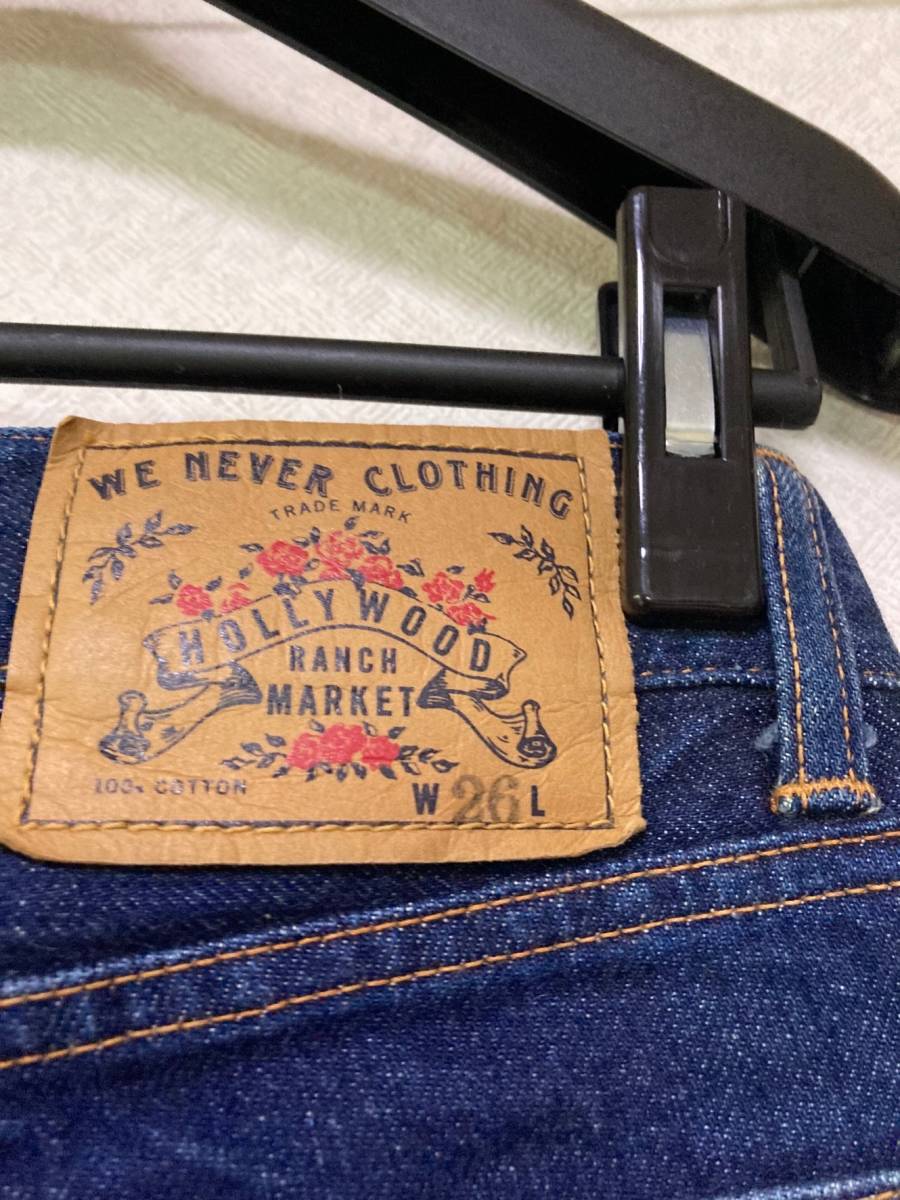 WE NEVER CLOTHING
TRADE MARK
HOLLYWOOD
RANCH
MARKET
100% COTTON
W 26 L